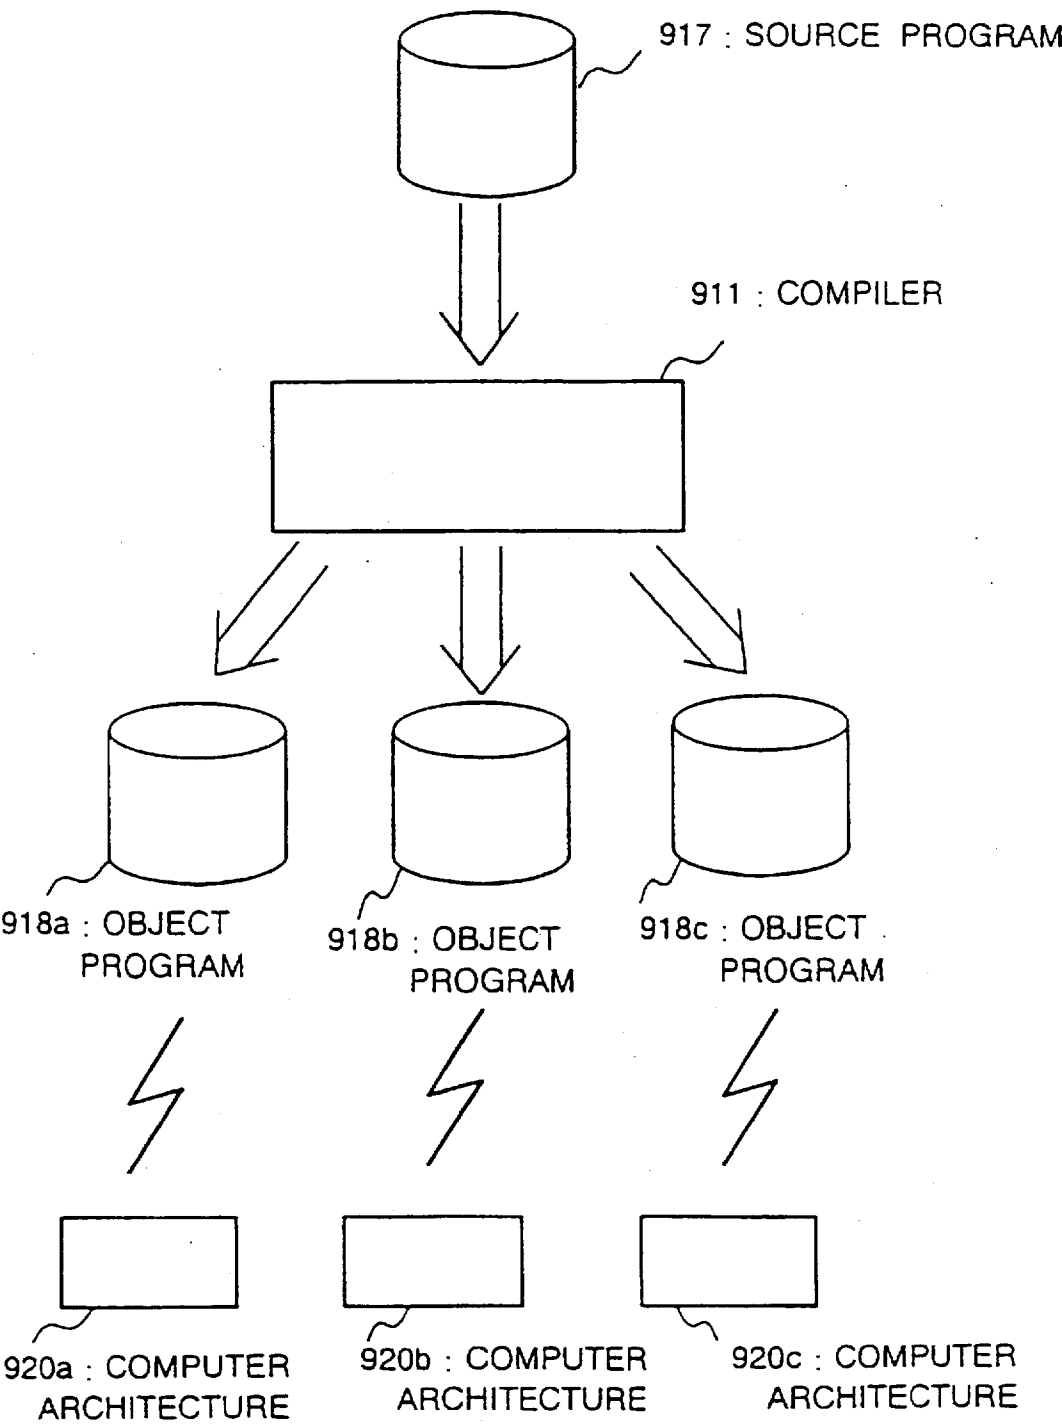 917 : SOURCE PROGRAM
911 : COMPILER
918a : OBJECT
PROGRAM
918b : OBJECT
PROGRAM
918c : OBJECT
PROGRAM
920a : COMPUTER
ARCHITECTURE
920b : COMPUTER
ARCHITECTURE
920c : COMPUTER
ARCHITECTURE